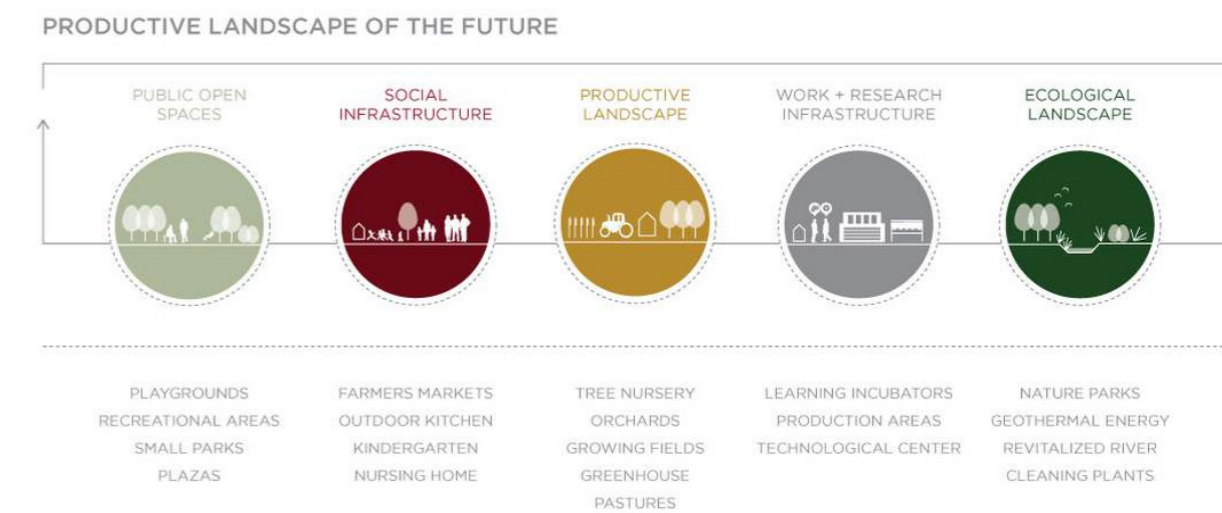 PRODUCTIVE LANDSCAPE OF THE FUTURE
PUBLIC OPEN
SPACES
SOCIAL
INFRASTRUCTURE
PRODUCTIVE
LANDSCAPE
WORK + RESEARCH
INFRASTRUCTURE
ECOLOGICAL
LANDSCAPE
PLAYGROUNDS
RECREATIONAL AREAS
SMALL PARKS
PLAZAS
FARMERS MARKETS
OUTDOOR KITCHEN
KINDERGARTEN
NURSING HOME
TREE NURSERY
ORCHARDS
GROWING FIELDS
GREENHOUSE
PASTURES
LEARNING INCUBATORS
PRODUCTION AREAS
TECHNOLOGICAL CENTER
NATURE PARKS
GEOTHERMAL ENERGY
REVITALIZED RIVER
CLEANING PLANTS